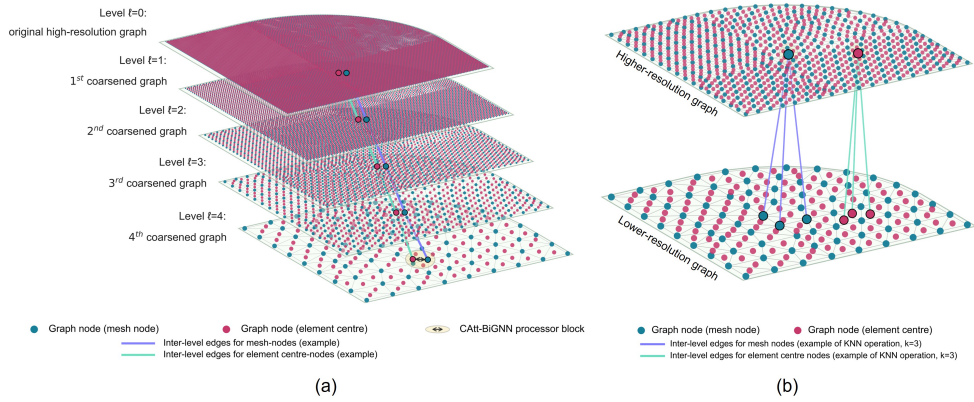 Level ℓ=0:
original high-resolution graph
Level ℓ=1:
1st coarsened graph
Level ℓ=2:
2nd coarsened graph
Level ℓ=3:
3rd coarsened graph
Level ℓ=4:
4th coarsened graph
Graph node (mesh node)
Graph node (element centre)
CAtt-BiGNN processor block
Inter-level edges for mesh-nodes (example)
Inter-level edges for element centre-nodes (example)
(a)
Higher-resolution graph
Lower-resolution graph
Graph node (mesh node)
Graph node (element centre)
Inter-level edges for mesh nodes (example of KNN operation, k=3)
Inter-level edges for element centre nodes (example of KNN operation, k=3)
(b)